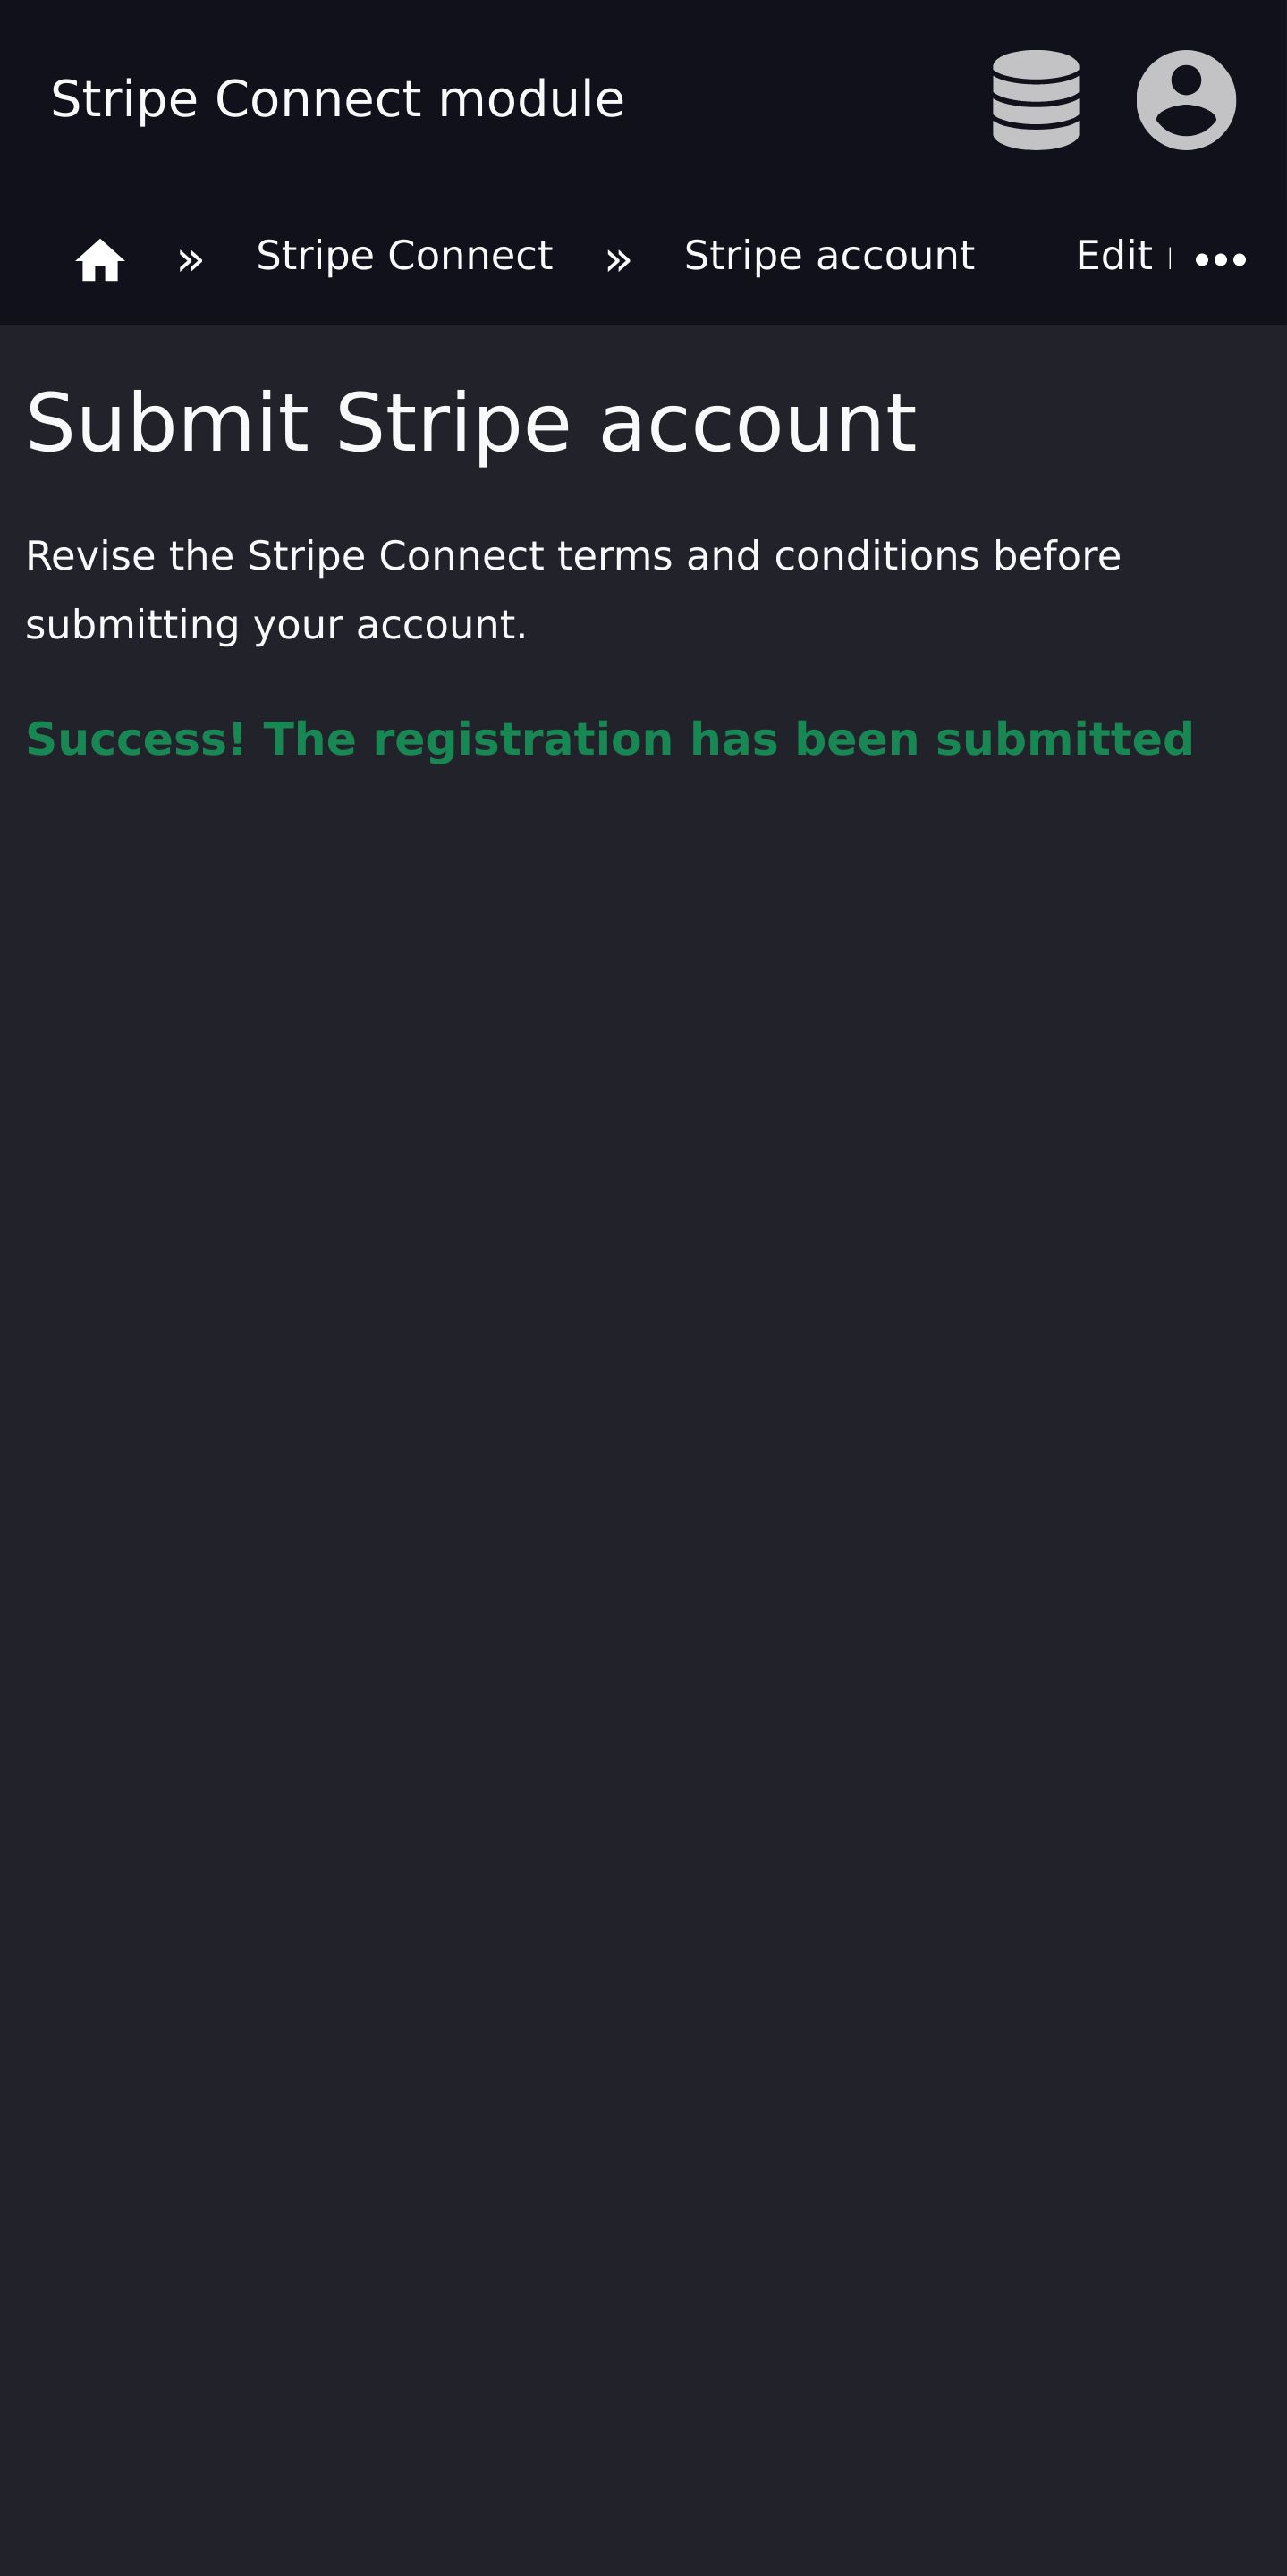 Stripe Connect module
» Stripe Connect » Stripe account Edit
Submit Stripe account
Revise the Stripe Connect terms and conditions before
submitting your account.
Success! The registration has been submitted